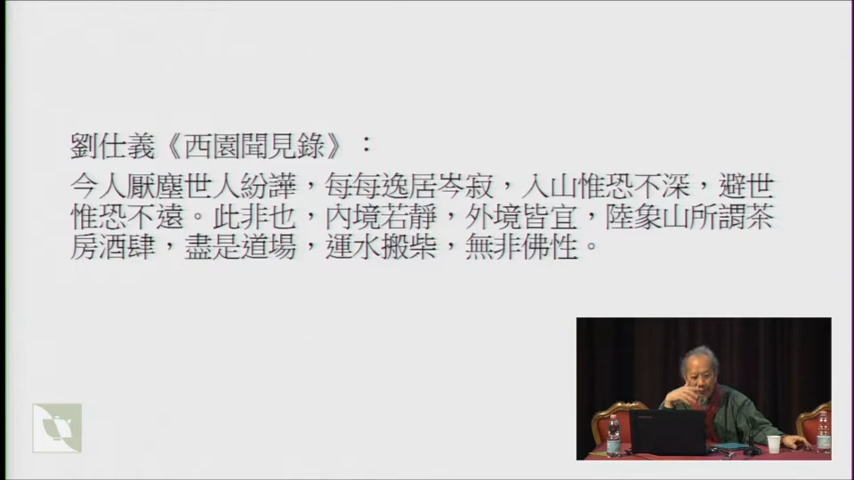 劉仕義《西園聞見錄》：
今人厭塵世人紛譁，每每逸居岑寂，入山惟恐不深，避世
惟恐不遠。此非也，內境若靜，外境皆宜，陸象山所謂茶
房酒肆，盡是道場，運水搬柴，無非佛性。